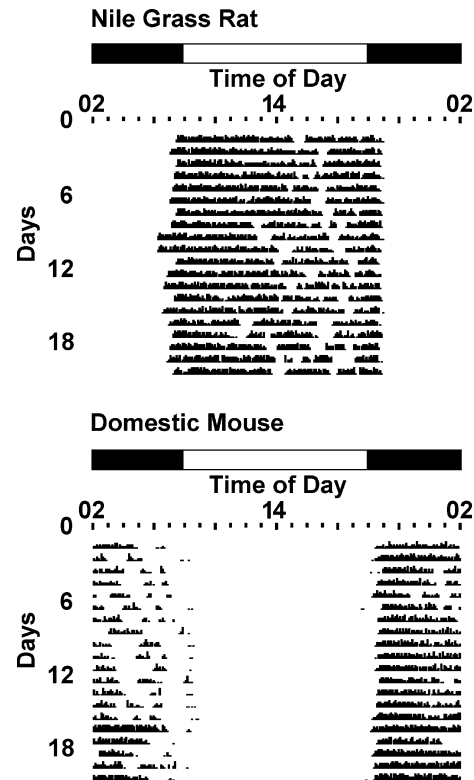 Nile Grass Rat
Time of Day
02 14 02
0
6
12
18
Days
Domestic Mouse
Time of Day
02 14 02
0
6
12
18
Days